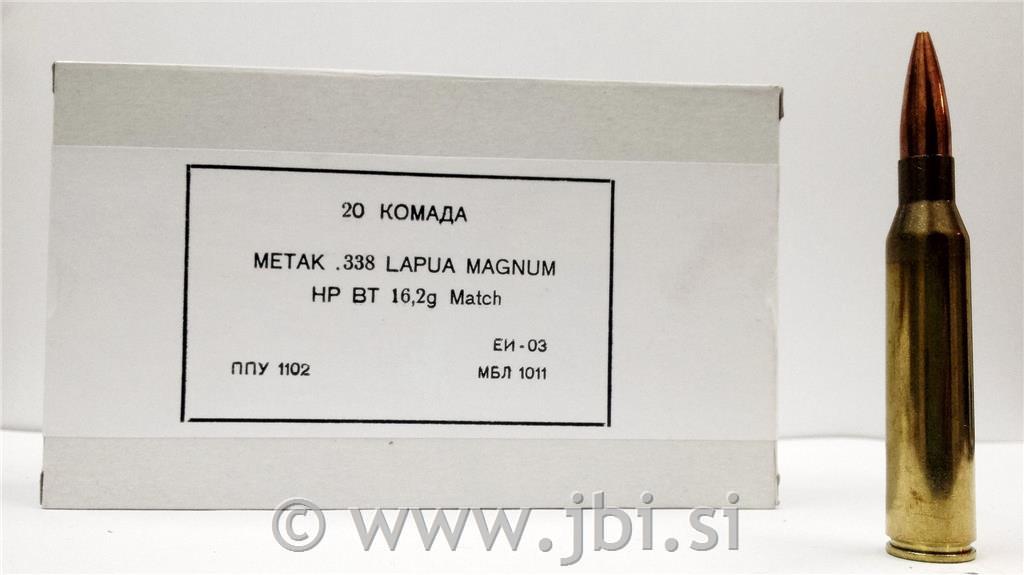 20 КОМАДА
МЕТАК .338 LAPUA MAGNUM
HP BT 16,2g Match
ЕИ-03
ППУ 1102
МБЛ 1011
© www.jbi.si